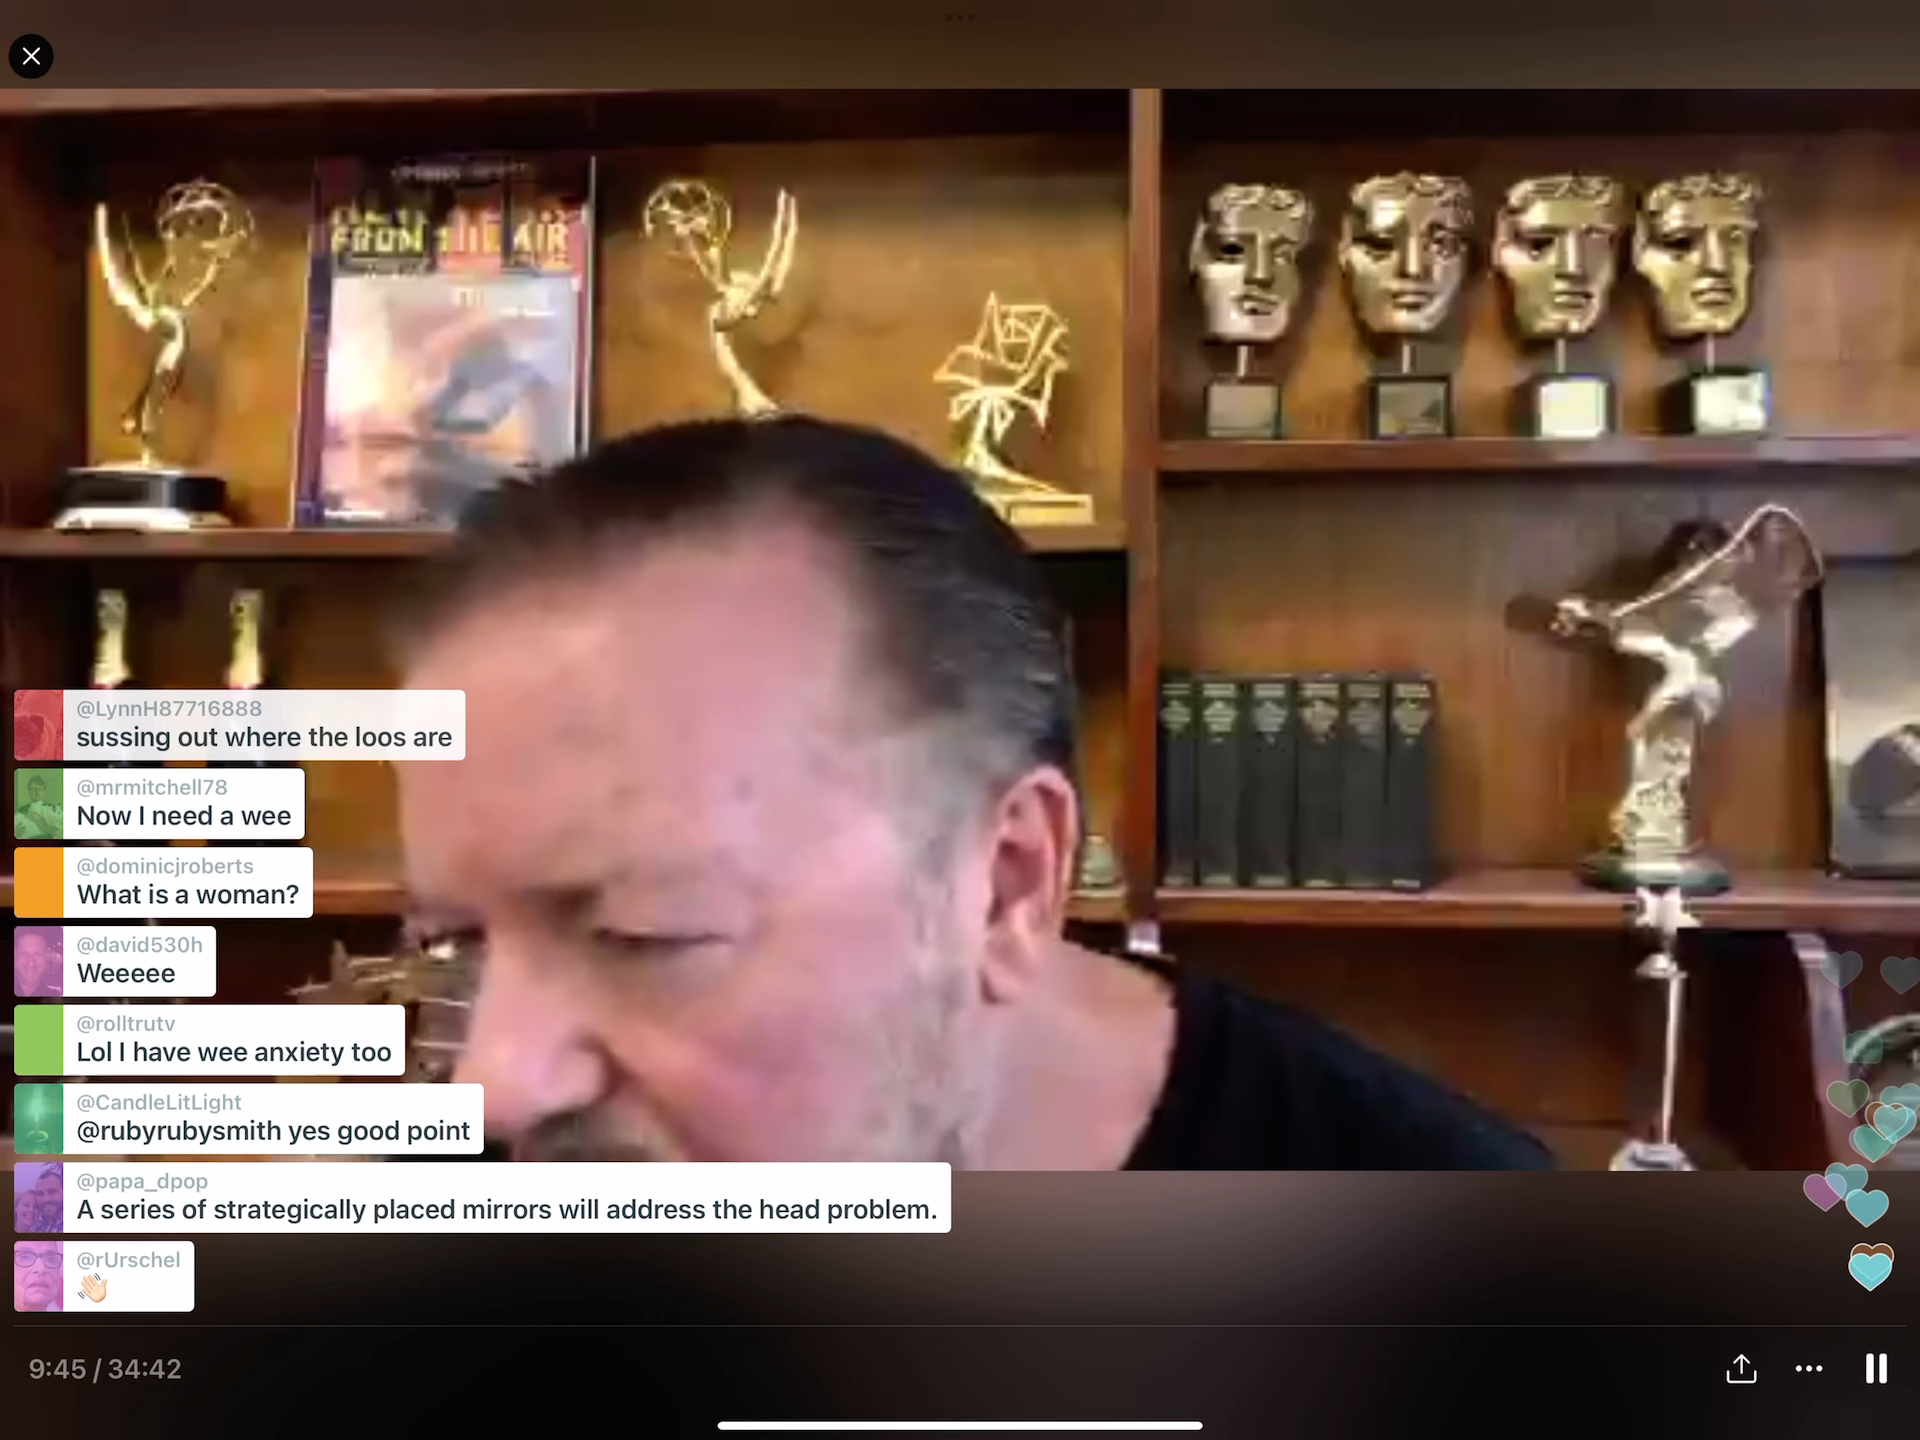 FROM THE AIR
@LynnH87716888
sussing out where the loos are
@mrmitchell78
Now I need a wee
@dominicjroberts
What is a woman?
@david530h
Weeeee
@rolltrutv
Lol I have wee anxiety too
@CandleLitLight
@rubyrubysmith yes good point
@papa_dpop
A series of strategically placed mirrors will address the head problem.
@rUrschel
👋🏻
9:45 / 34:42